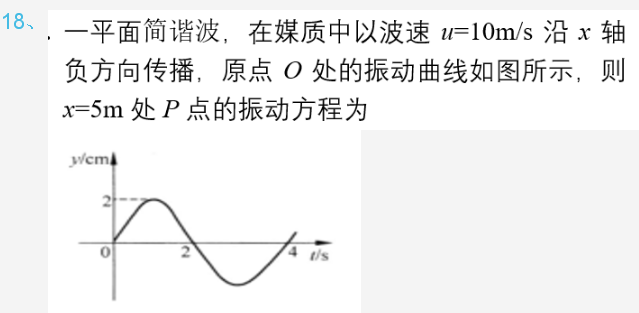 18、. 一平面简谐波，在媒质中以波速 u=10m/s 沿 x 轴
负方向传播，原点 O 处的振动曲线如图所示，则
x=5m 处 P 点的振动方程为
y/cm
2
0 2 4 t/s